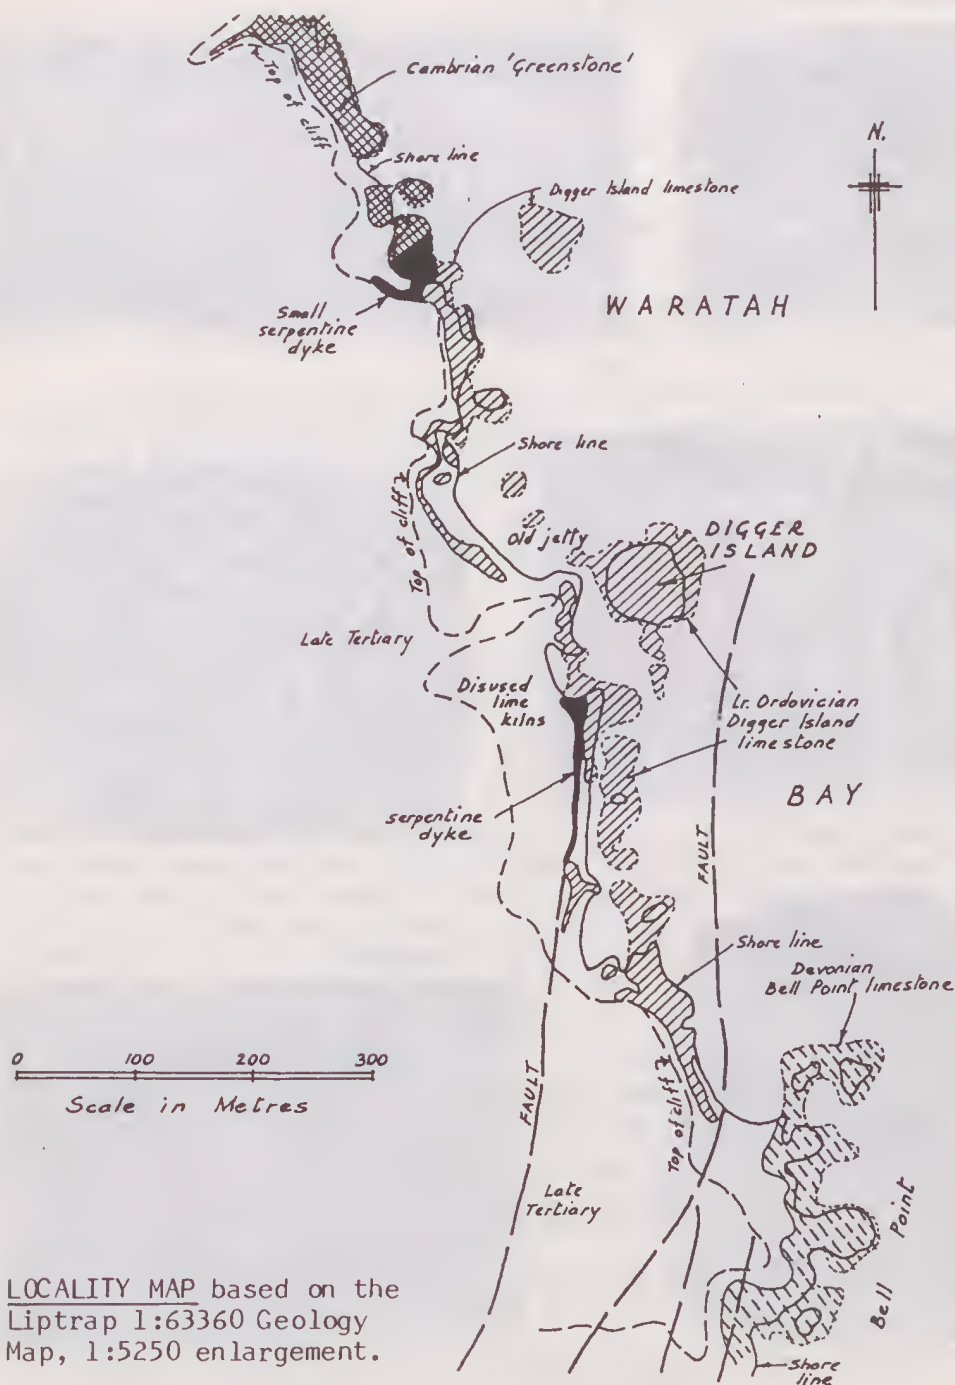 Cambrian 'Greenstone'
Top of cliff
Shore line
N.
Digger Island limestone
WARATAH
Small
serpentine
dyke
Shore line
Top of cliff
Old jetty
DIGGER
ISLAND
Late Tertiary
Disused
lime
kilns
Lr. Ordovician
Digger Island
limestone
BAY
serpentine
dyke
FAULT
Shore line
Devonian
Bell Point limestone
0 100 200 300
Scale in Metres
FAULT
Top of cliff
Late
Tertiary
Bell Point
LOCALITY MAP based on the
Liptrap 1:63360 Geology
Map, 1:5250 enlargement.
Shore
line